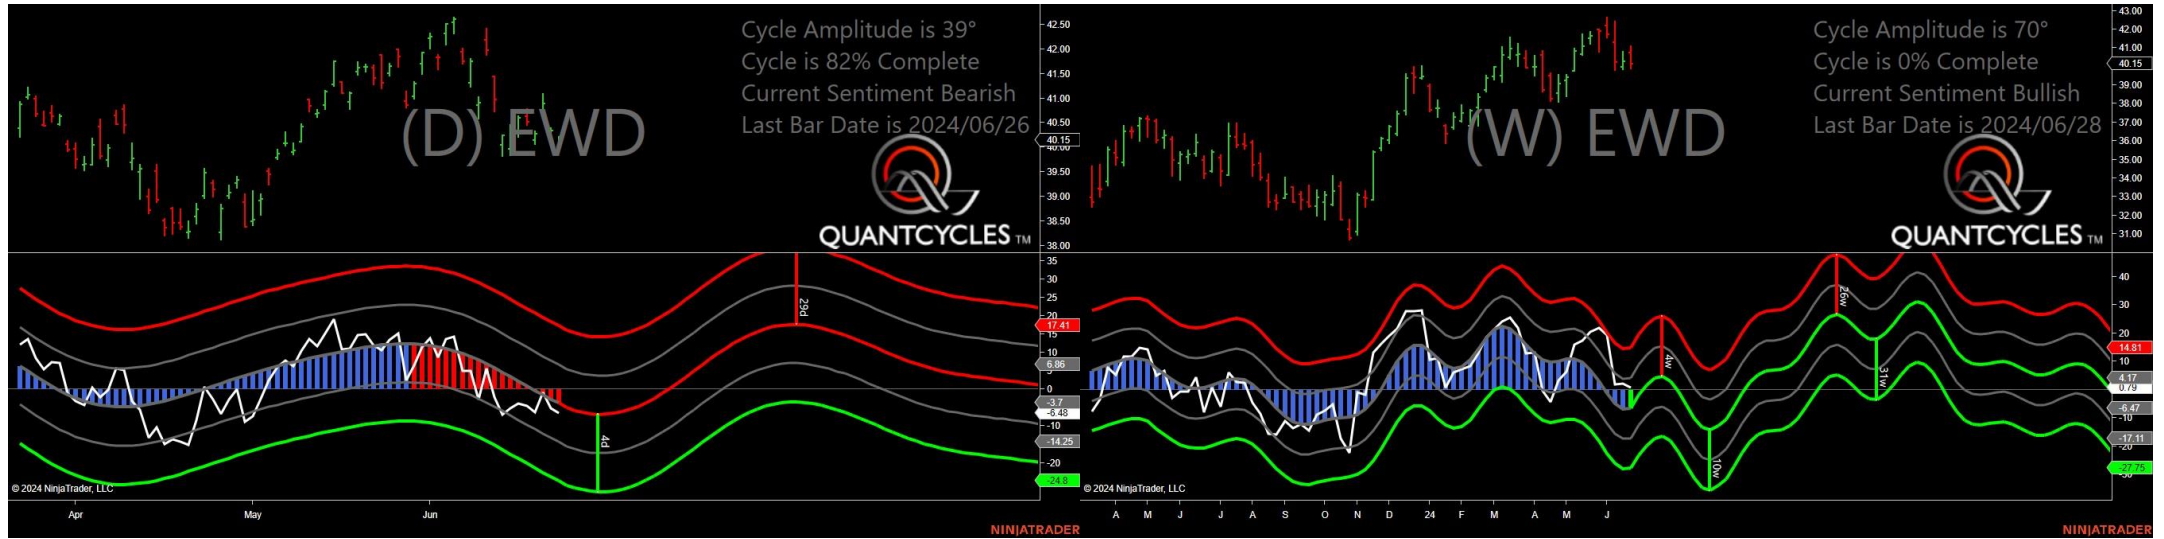 Cycle Amplitude is 39°
Cycle is 82% Complete
Current Sentiment Bearish
Last Bar Date is 2024/06/26
(D) EWD
QUANTCYCLES TM
42.50
42.00
41.50
41.00
40.50
40.15
40.00
39.50
39.00
38.50
38.00
35
30
25
20
17.41
15
10
6.86
5
0
-3.7
-6.48
-10
-14.25
-20
-24.8
29d
4d
© 2024 NinjaTrader, LLC
Apr
May
Jun
NINJATRADER
Cycle Amplitude is 70°
Cycle is 0% Complete
Current Sentiment Bullish
Last Bar Date is 2024/06/28
(W) EWD
QUANTCYCLES TM
43.00
42.00
41.00
40.15
39.00
38.00
37.00
36.00
35.00
34.00
33.00
32.00
31.00
40
30
20
14.81
10
4.17
0.79
-6.47
-10
-17.11
-20
-27.75
4w
10w
26w
31w
© 2024 NinjaTrader, LLC
A M J J A S O N D 24 F M A M J
NINJATRADER